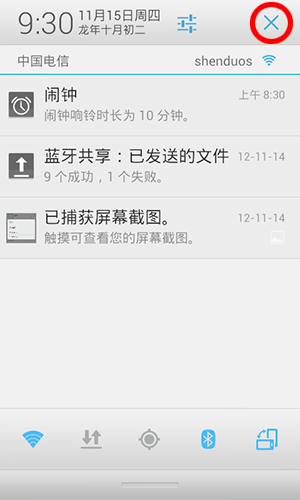 9:30
11月15日周四
龙年十月初二
中国电信 shenduos
闹钟 上午 8:30
闹钟响铃时长为 10 分钟。
蓝牙共享：已发送的文件 12-11-14
9 个成功，1 个失败。
已捕获屏幕截图。 12-11-14
触摸可查看您的屏幕截图。